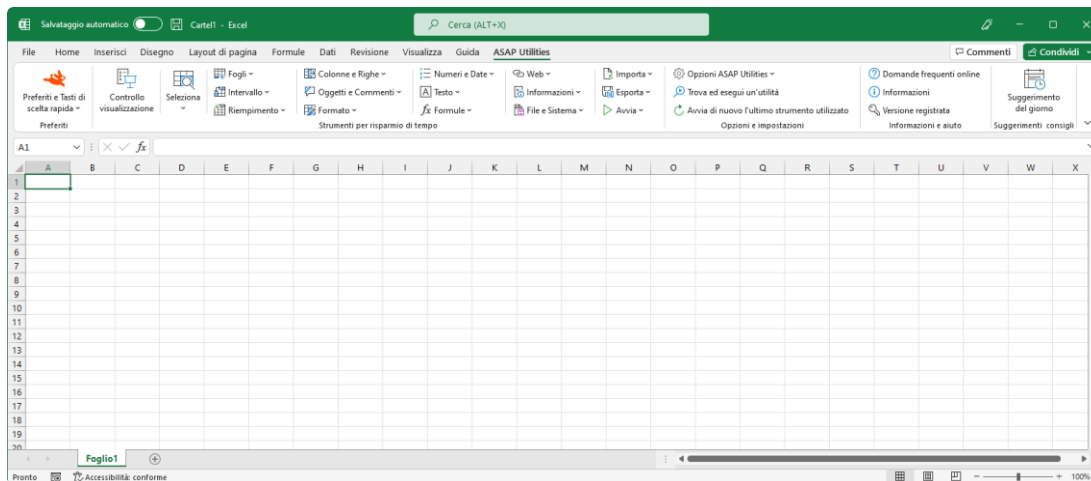 Salvataggio automatico Cartel1 - Excel Cerca (ALT+X)
File Home Inserisci Disegno Layout di pagina Formule Dati Revisione Visualizza Guida ASAP Utilities Commenti Condividi
Preferiti e Tasti di scelta rapida
Preferiti
Controllo visualizzazione
Seleziona
Fogli
Intervallo
Riempimento
Colonne e Righe
Oggetti e Commenti
Formato
Numeri e Date
Testo
Formule
Web
Informazioni
File e Sistema
Importa
Esporta
Avvia
Strumenti per risparmio di tempo
Opzioni ASAP Utilities
Trova ed esegui un'utilità
Avvia di nuovo l'ultimo strumento utilizzato
Opzioni e impostazioni
Domande frequenti online
Informazioni
Versione registrata
Informazioni e aiuto
Suggerimento del giorno
Suggerimenti consigli
A1 fx
A B C D E F G H I J K L M N O P Q R S T U V W X
1
2
3
4
5
6
7
8
9
10
11
12
13
14
15
16
17
18
19
20
Foglio1
Pronto Accessibilità: conforme 100%